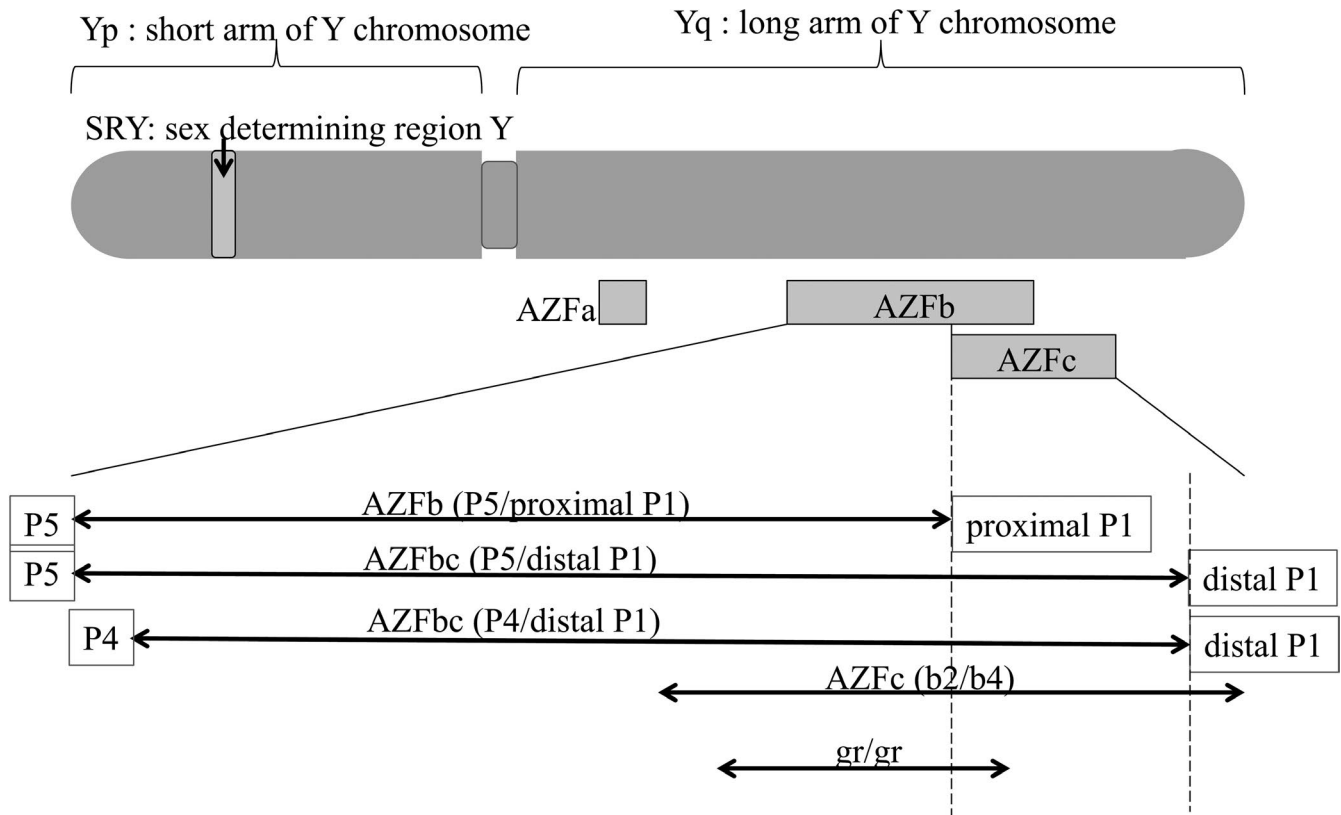 Yp : short arm of Y chromosome
Yq : long arm of Y chromosome
SRY: sex determining region Y
AZFa
AZFb
AZFc
AZFb (P5/proximal P1)
P5
proximal P1
AZFbc (P5/distal P1)
P5
distal P1
AZFbc (P4/distal P1)
P4
distal P1
AZFc (b2/b4)
gr/gr